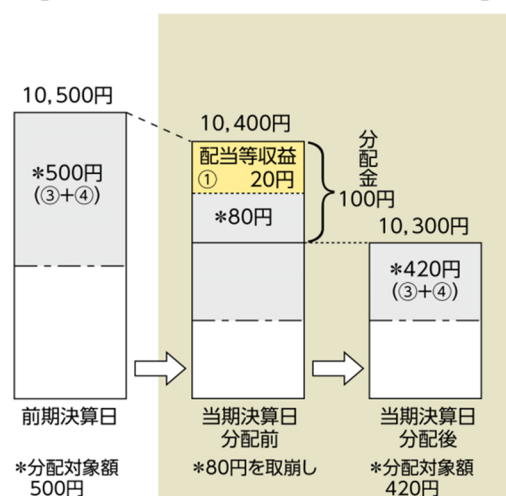 10,500円
*500円
(③+④)
前期決算日
*分配対象額
500円
10,400円
配当等収益
① 20円
*80円
分配金
100円
当期決算日
分配前
*80円を取崩し
10,300円
*420円
(③+④)
当期決算日
分配後
*分配対象額
420円